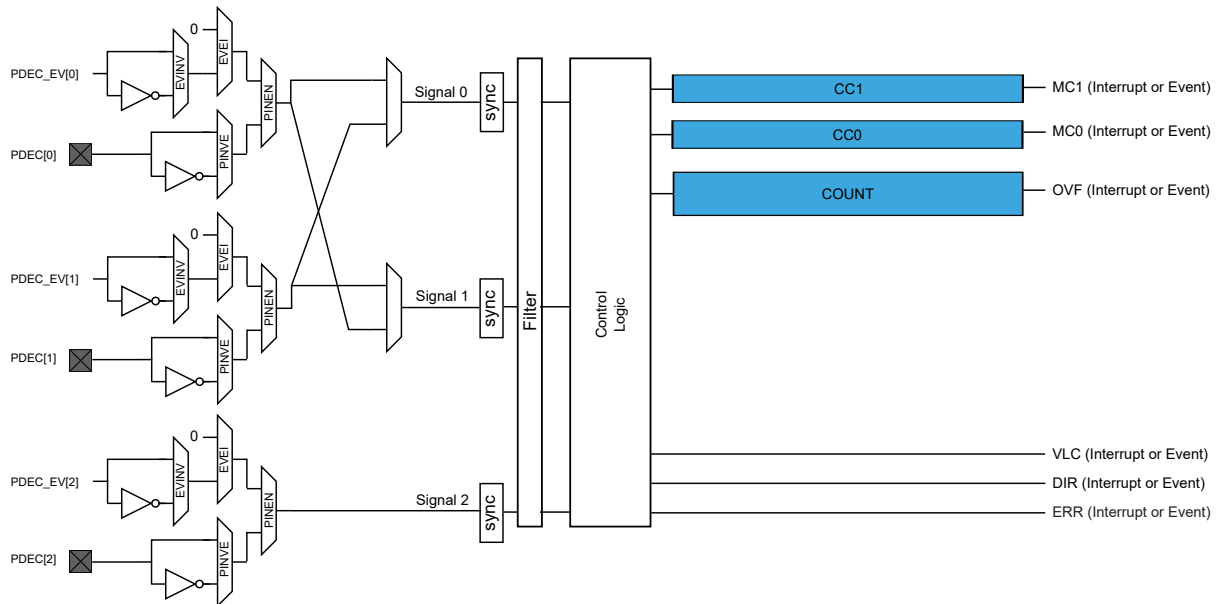 0
PDEC_EV[0]
EVINV
EVEI
PINEN
PDEC[0]
PINVE
Signal 0
sync
0
PDEC_EV[1]
EVINV
EVEI
PINEN
PDEC[1]
PINVE
Signal 1
sync
0
PDEC_EV[2]
EVINV
EVEI
PINEN
PDEC[2]
PINVE
Signal 2
sync
Filter
Control
Logic
CC1
MC1 (Interrupt or Event)
CC0
MC0 (Interrupt or Event)
COUNT
OVF (Interrupt or Event)
VLC (Interrupt or Event)
DIR (Interrupt or Event)
ERR (Interrupt or Event)